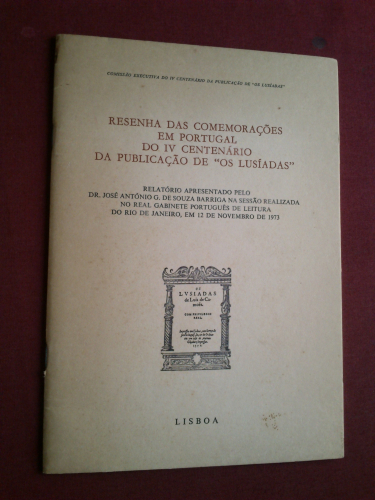 COMISSÃO EXECUTIVA DO IV CENTENÁRIO DA PUBLICAÇÃO DE "OS LUSÍADAS"
RESENHA DAS COMEMORAÇÕES
EM PORTUGAL
DO IV CENTENÁRIO
DA PUBLICAÇÃO DE "OS LUSÍADAS"
RELATÓRIO APRESENTADO PELO
DR. JOSÉ ANTÓNIO G. DE SOUZA BARRIGA NA SESSÃO REALIZADA
NO REAL GABINETE PORTUGUÊS DE LEITURA
DO RIO DE JANEIRO, EM 12 DE NOVEMBRO DE 1973
OS
LVSIADAS
de Luis de Ca-
mões.
LISBOA